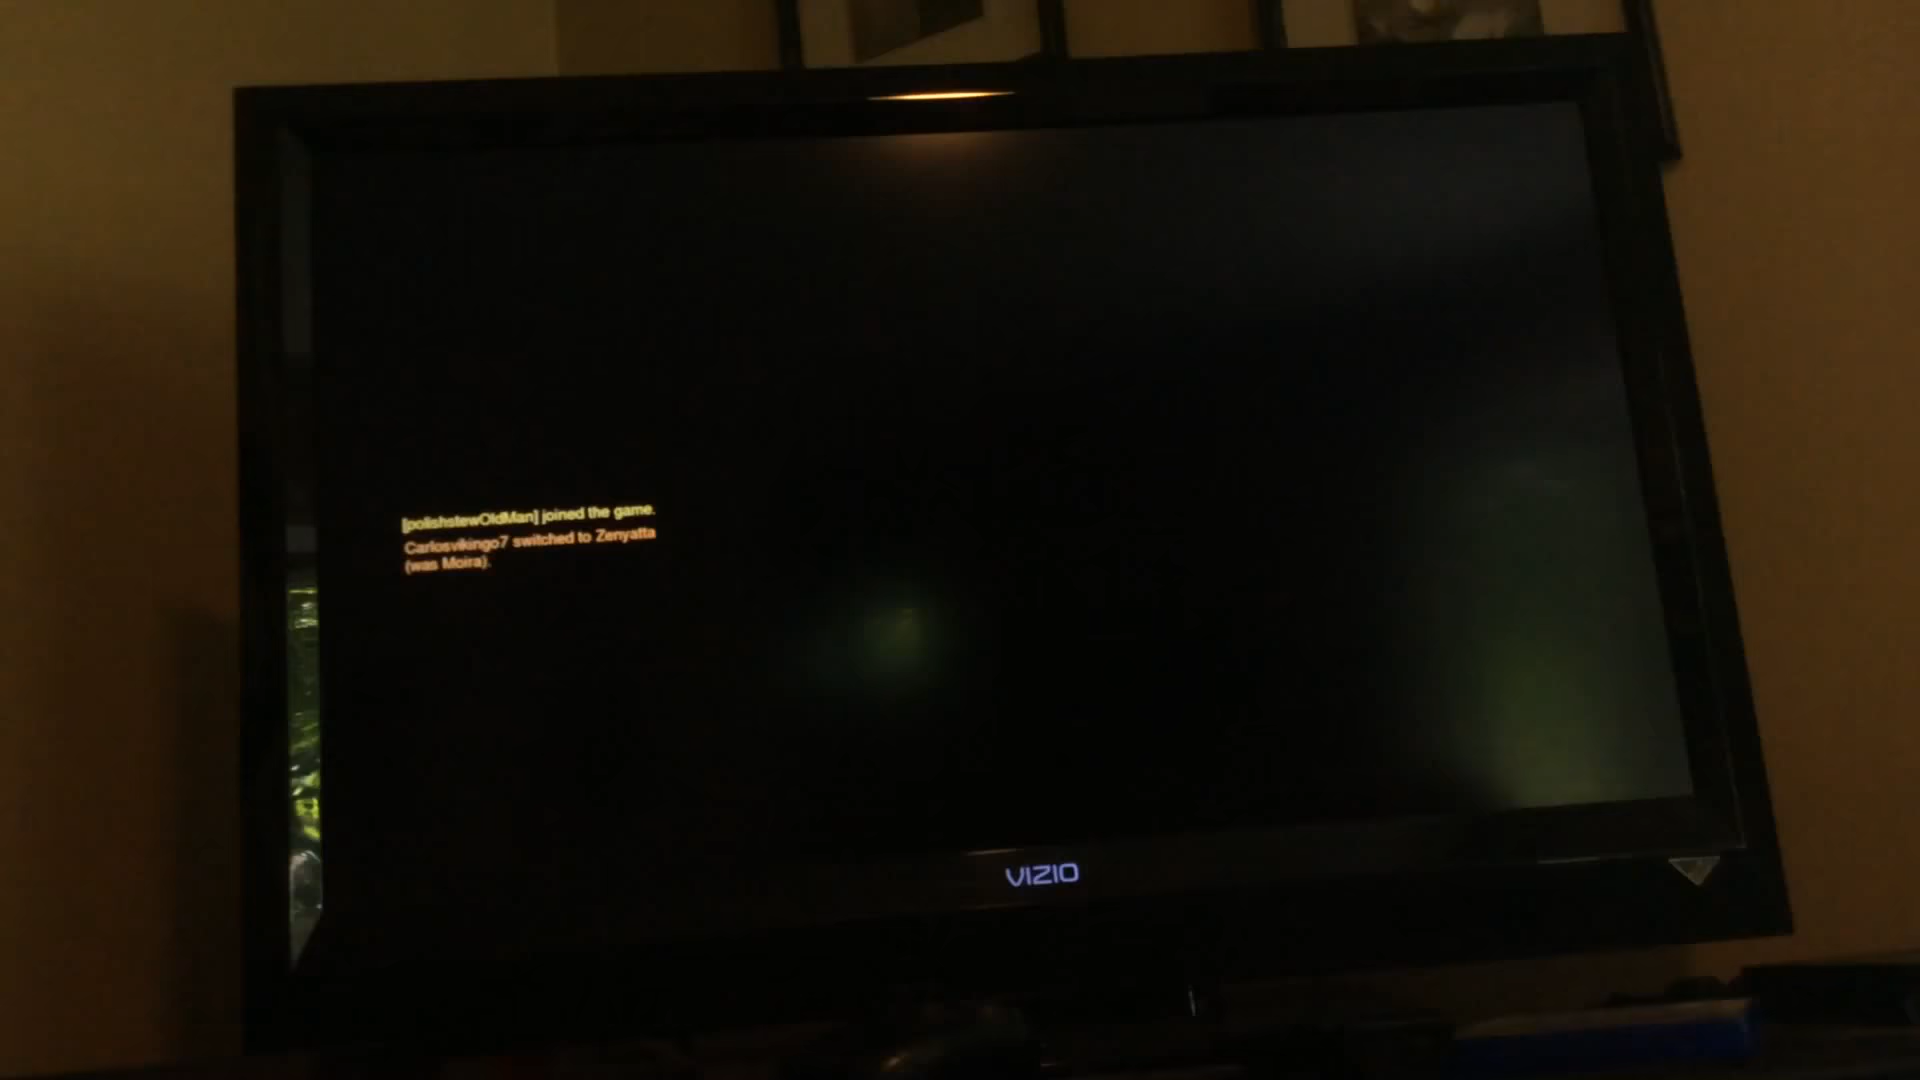 [polishstewOldMan] joined the game.
Carlosvikingo7 switched to Zenyatta
(was Moira).
VIZIO